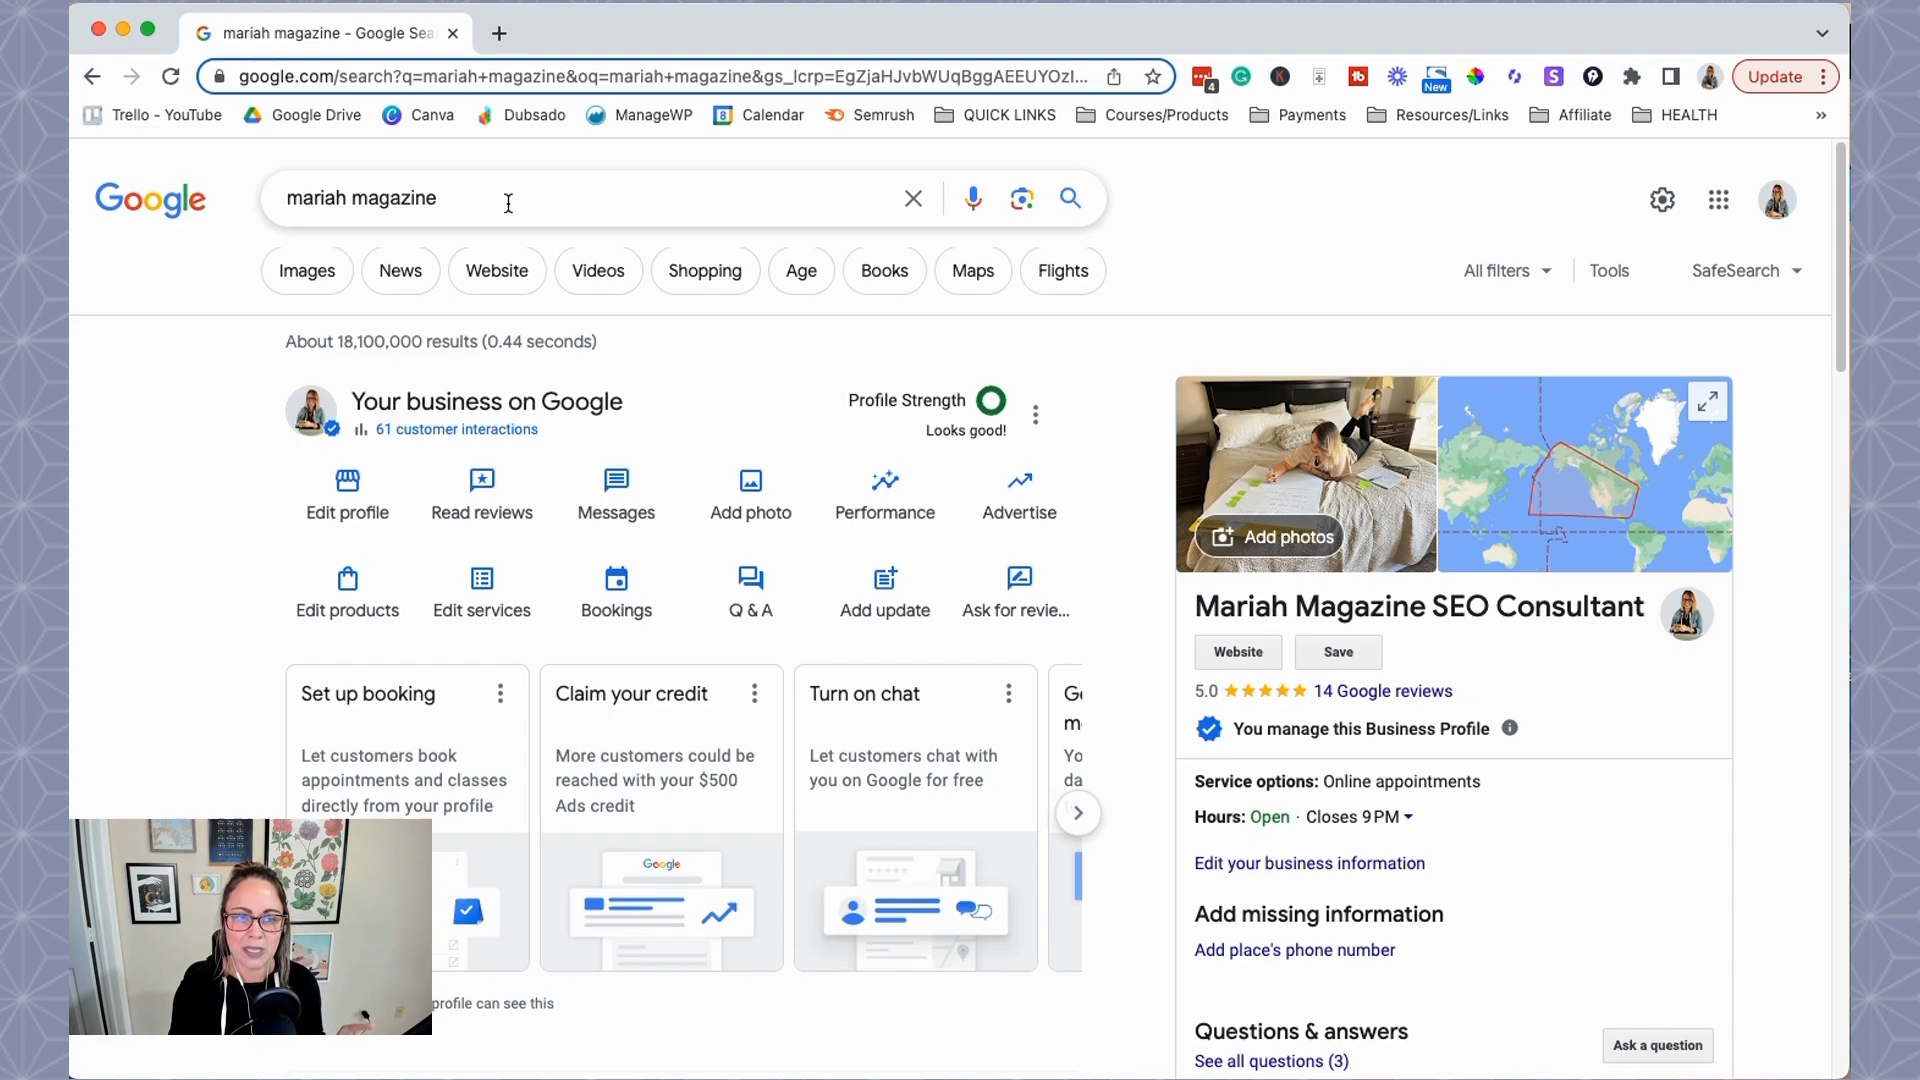 mariah magazine - Google Sea
google.com/search?q=mariah+magazine&oq=mariah+magazine&gs_lcrp=EgZjaHJvbWUqBggAEEUYOzI...
4
New
Update
Trello - YouTube
Google Drive
Canva
Dubsado
ManageWP
8
Calendar
Semrush
QUICK LINKS
Courses/Products
Payments
Resources/Links
Affiliate
HEALTH
»
Google
mariah magazine
Images
News
Website
Videos
Shopping
Age
Books
Maps
Flights
All filters
Tools
SafeSearch
About 18,100,000 results (0.44 seconds)
Your business on Google
61 customer interactions
Profile Strength
Looks good!
Edit profile
Read reviews
Messages
Add photo
Performance
Advertise
Edit products
Edit services
Bookings
Q & A
Add update
Ask for revie...
Set up booking
Let customers book
appointments and classes
directly from your profile
Claim your credit
More customers could be
reached with your $500
Ads credit
Google
Turn on chat
Let customers chat with
you on Google for free
profile can see this
Add photos
Mariah Magazine SEO Consultant
Website
Save
5.0
14 Google reviews
You manage this Business Profile
Service options: Online appointments
Hours: Open · Closes 9 PM
Edit your business information
Add missing information
Add place's phone number
Questions & answers
See all questions (3)
Ask a question